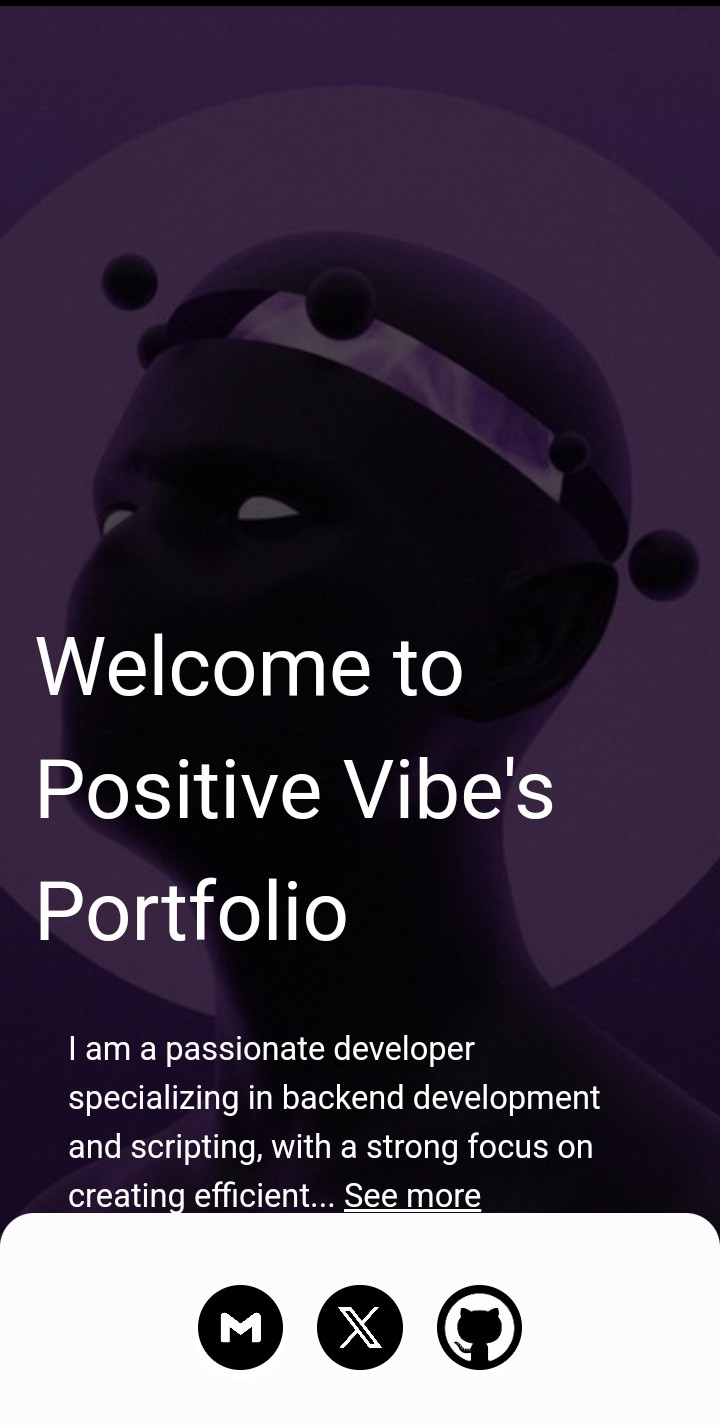 Welcome to
Positive Vibe's
Portfolio
I am a passionate developer
specializing in backend development
and scripting, with a strong focus on
creating efficient... See more